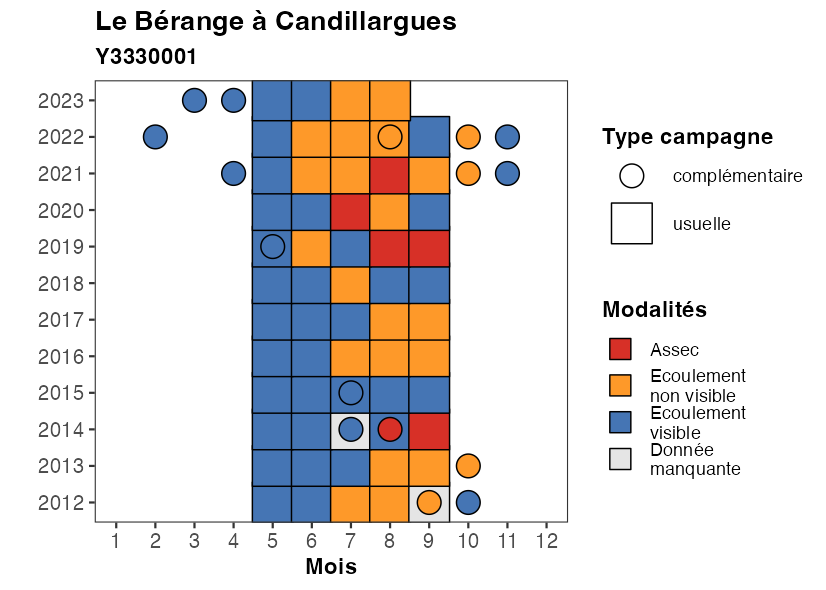 Le Bérange à Candillargues
Y3330001
2023
2022
2021
2020
2019
2018
2017
2016
2015
2014
2013
2012
1 2 3 4 5 6 7 8 9 10 11 12
Mois
Type campagne
complémentaire
usuelle
Modalités
Assec
Ecoulement
non visible
Ecoulement
visible
Donnée
manquante